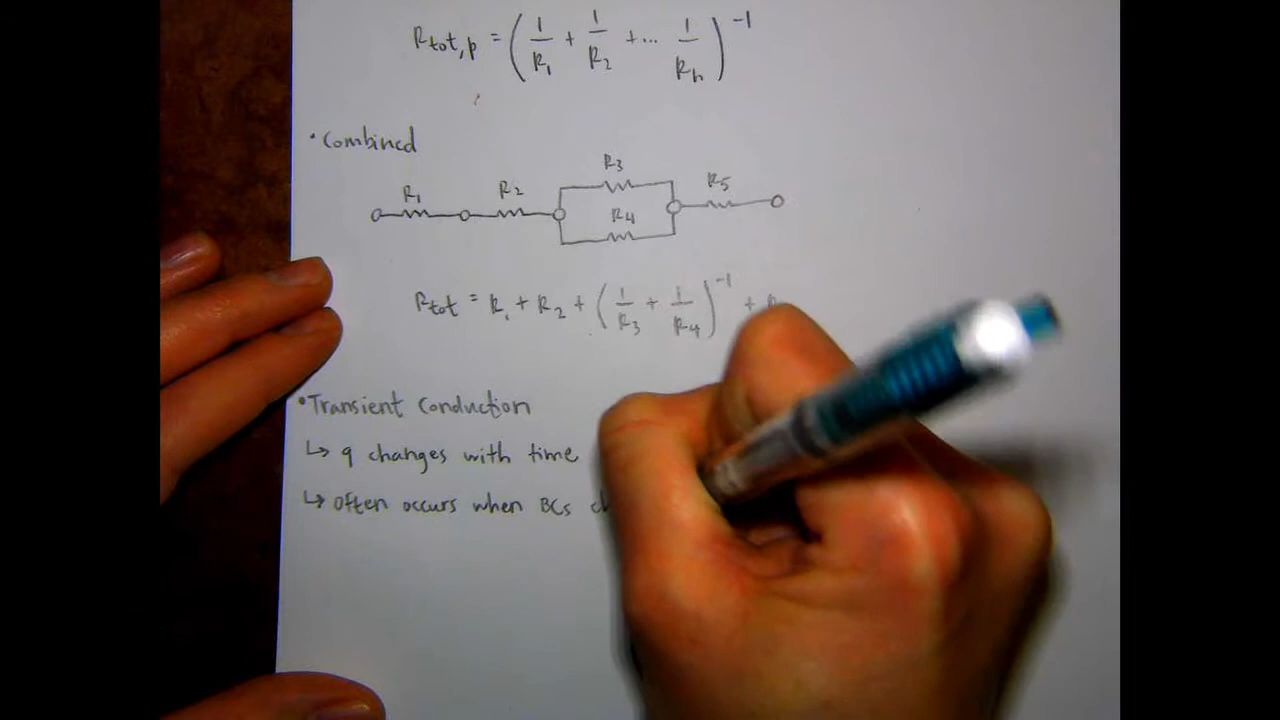 Rtot,p = (1/R1 + 1/R2 + ... 1/Rn)^-1
• Combined
R1 R2 R3 R4 R5
Rtot = R1 + R2 + (1/R3 + 1/R4)^-1 +
• Transient Conduction
↳ q changes with time
↳ Often occurs when BCs